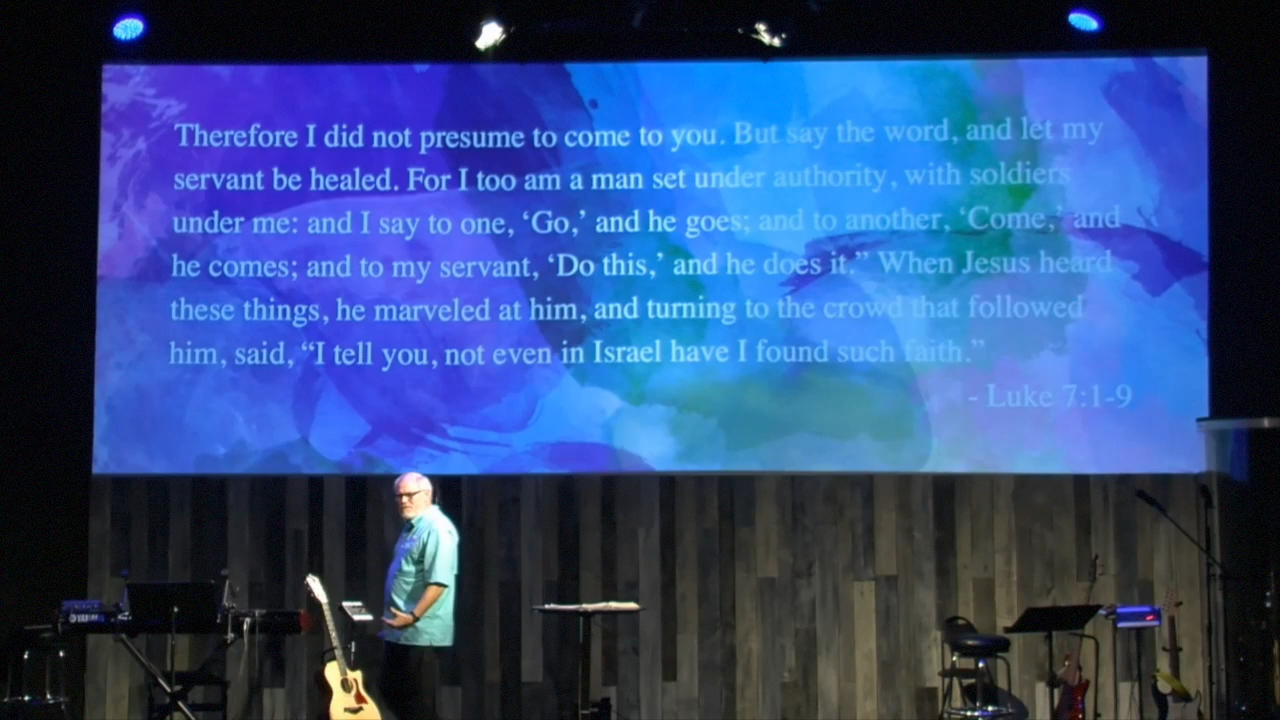 Therefore I did not presume to come to you. But say the word, and let my
servant be healed. For I too am a man set under authority, with soldiers
under me: and I say to one, ‘Go,’ and he goes; and to another, ‘Come,’ and
he comes; and to my servant, ‘Do this,’ and he does it.” When Jesus heard
these things, he marveled at him, and turning to the crowd that followed
him, said, “I tell you, not even in Israel have I found such faith.”
- Luke 7:1-9
YAMAHA